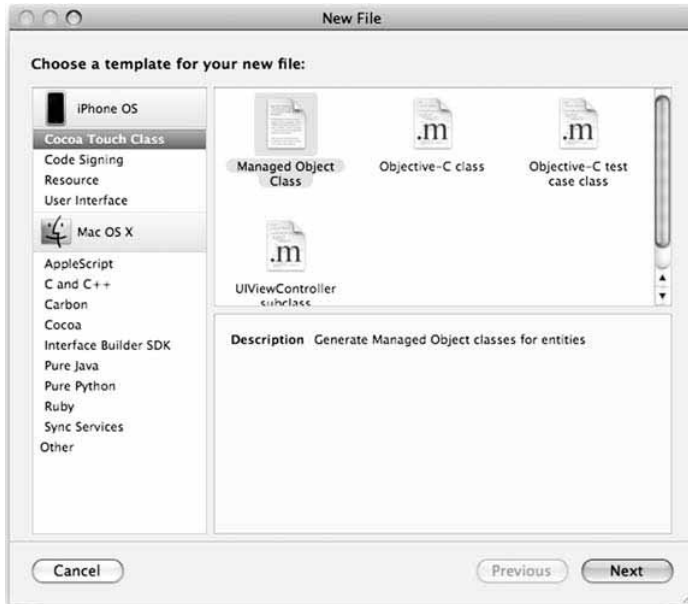 New File
Choose a template for your new file:
iPhone OS
Cocoa Touch Class
Code Signing
Resource
User Interface
Mac OS X
AppleScript
C and C++
Carbon
Cocoa
Interface Builder SDK
Pure Java
Pure Python
Ruby
Sync Services
Other
Managed Object
Class
.m
Objective-C class
.m
Objective-C test
case class
.m
UIViewController
subclass
Description Generate Managed Object classes for entities
Cancel
Previous
Next